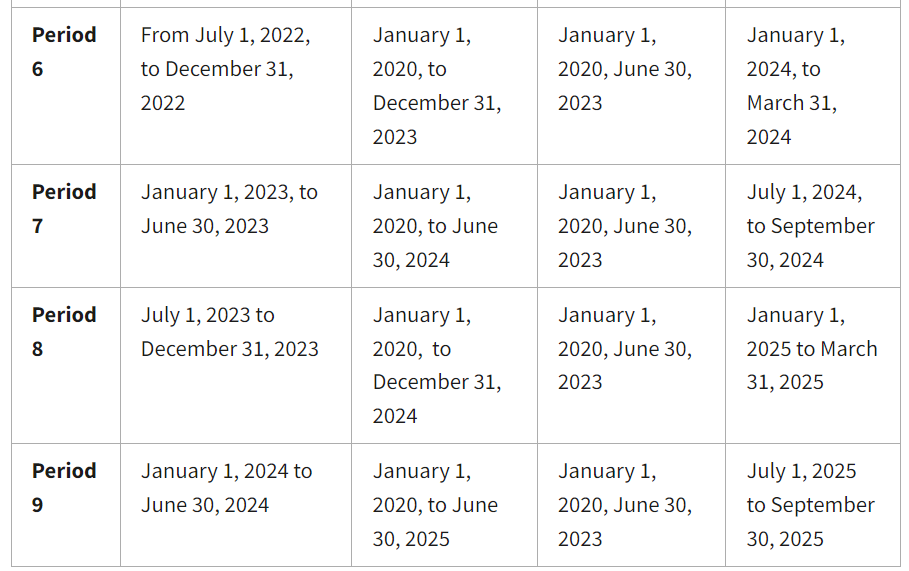 Period
6
From July 1, 2022,
to December 31,
2022
January 1,
2020, to
December 31,
2023
January 1,
2020, June 30,
2023
January 1,
2024, to
March 31,
2024
Period
7
January 1, 2023, to
June 30, 2023
January 1,
2020, to June
30, 2024
January 1,
2020, June 30,
2023
July 1, 2024,
to September
30, 2024
Period
8
July 1, 2023 to
December 31, 2023
January 1,
2020,  to
December 31,
2024
January 1,
2020, June 30,
2023
January 1,
2025 to March
31, 2025
Period
9
January 1, 2024 to
June 30, 2024
January 1,
2020, to June
30, 2025
January 1,
2020, June 30,
2023
July 1, 2025
to September
30, 2025